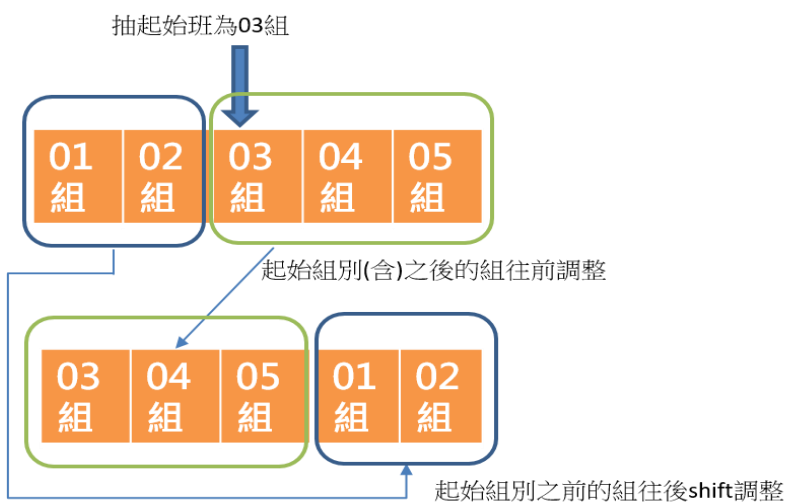 抽起始班為03組
01 02 03 04 05
組 組 組 組 組
起始組別(含)之後的組往前調整
03 04 05 01 02
組 組 組 組 組
起始組別之前的組往後shift調整